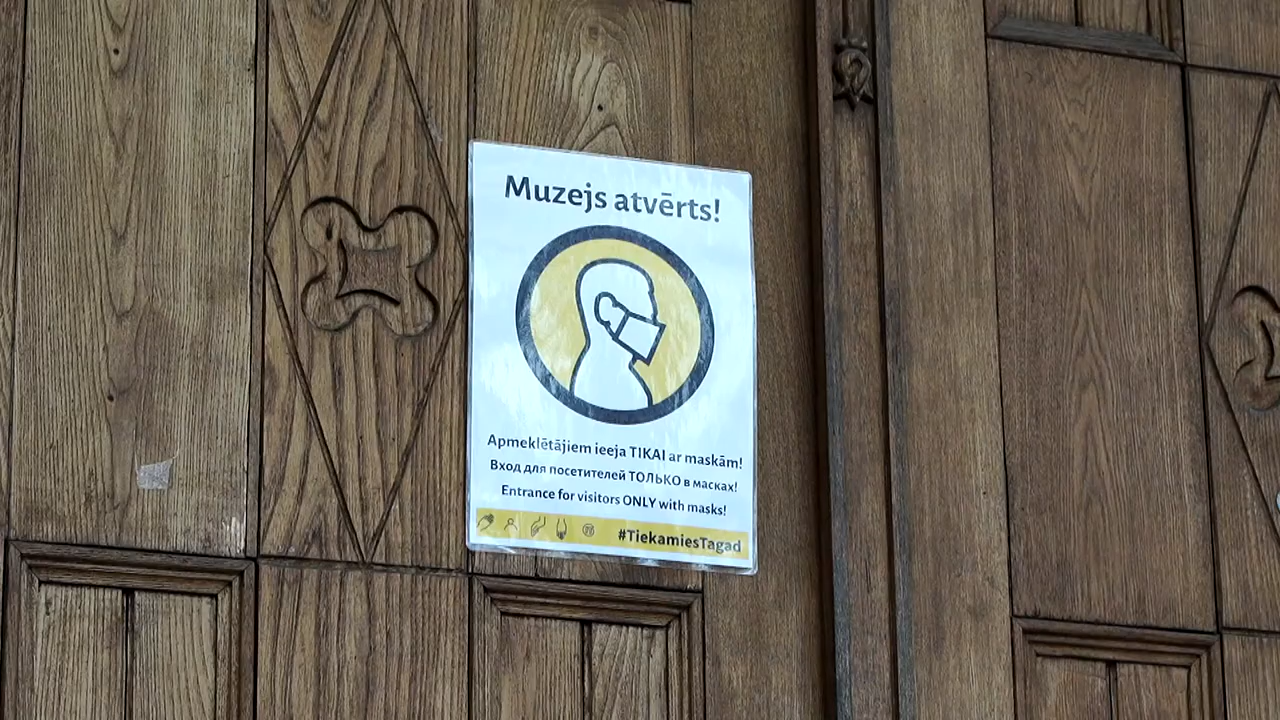 Muzejs atvērts!
Apmeklētājiem ieeja TIKAI ar maskām!
Вход для посетителей ТОЛЬКО в масках!
Entrance for visitors ONLY with masks!
#TiekamiesTagad